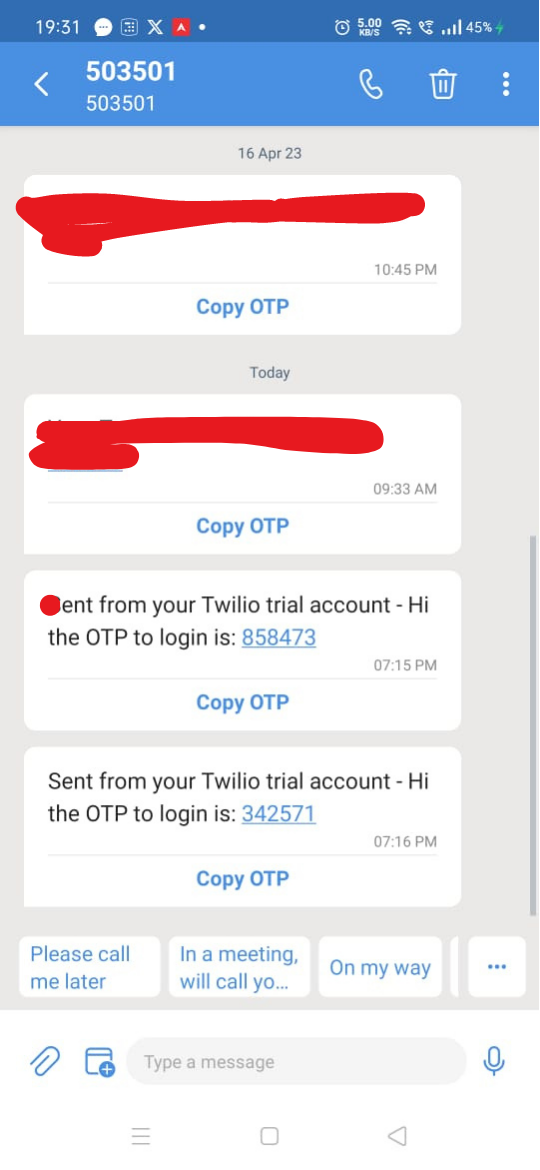 19:31
5.00
KB/S
45%
503501
503501
16 Apr 23
10:45 PM
Copy OTP
Today
09:33 AM
Copy OTP
ent from your Twilio trial account - Hi
the OTP to login is: 858473
07:15 PM
Copy OTP
Sent from your Twilio trial account - Hi
the OTP to login is: 342571
07:16 PM
Copy OTP
Please call
me later
In a meeting,
will call yo...
On my way
Type a message